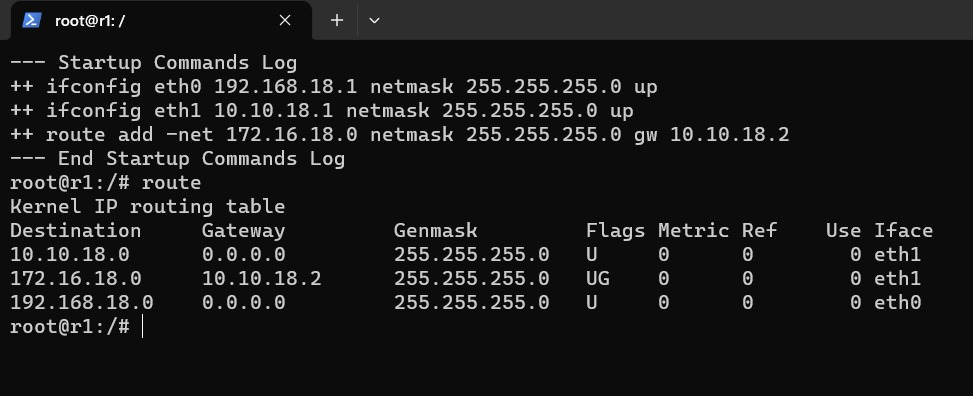 root@r1: /
--- Startup Commands Log
++ ifconfig eth0 192.168.18.1 netmask 255.255.255.0 up
++ ifconfig eth1 10.10.18.1 netmask 255.255.255.0 up
++ route add -net 172.16.18.0 netmask 255.255.255.0 gw 10.10.18.2
--- End Startup Commands Log
root@r1:/# route
Kernel IP routing table
Destination     Gateway         Genmask         Flags Metric Ref    Use Iface
10.10.18.0      0.0.0.0         255.255.255.0   U     0      0        0 eth1
172.16.18.0     10.10.18.2      255.255.255.0   UG    0      0        0 eth1
192.168.18.0    0.0.0.0         255.255.255.0   U     0      0        0 eth0
root@r1:/#